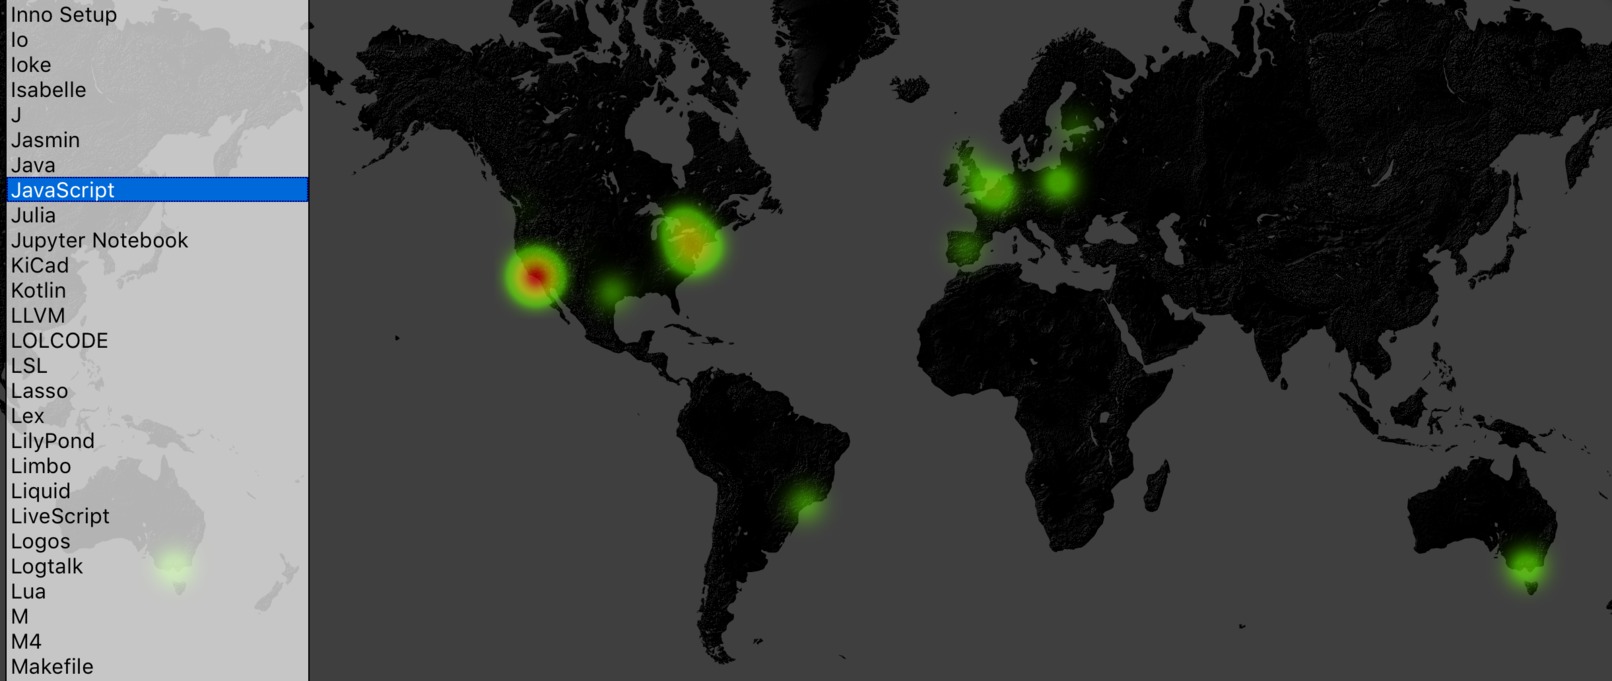 Inno Setup
Io
Ioke
Isabelle
J
Jasmin
Java
JavaScript
Julia
Jupyter Notebook
KiCad
Kotlin
LLVM
LOLCODE
LSL
Lasso
Lex
LilyPond
Limbo
Liquid
LiveScript
Logos
Logtalk
Lua
M
M4
Makefile